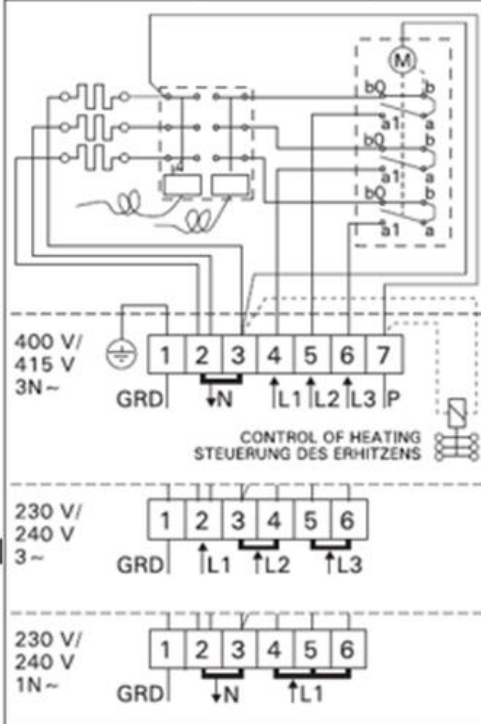 M
b0 b
a1 a
b0 b
a1 a
b0 b
a1 a
400 V/
415 V
3N~
1 2 3 4 5 6 7
GRD N L1 L2 L3 P
CONTROL OF HEATING
STEUERUNG DES ERHITZENS
230 V/
240 V
3~
1 2 3 4 5 6
GRD L1 L2 L3
230 V/
240 V
1N~
1 2 3 4 5 6
GRD N L1